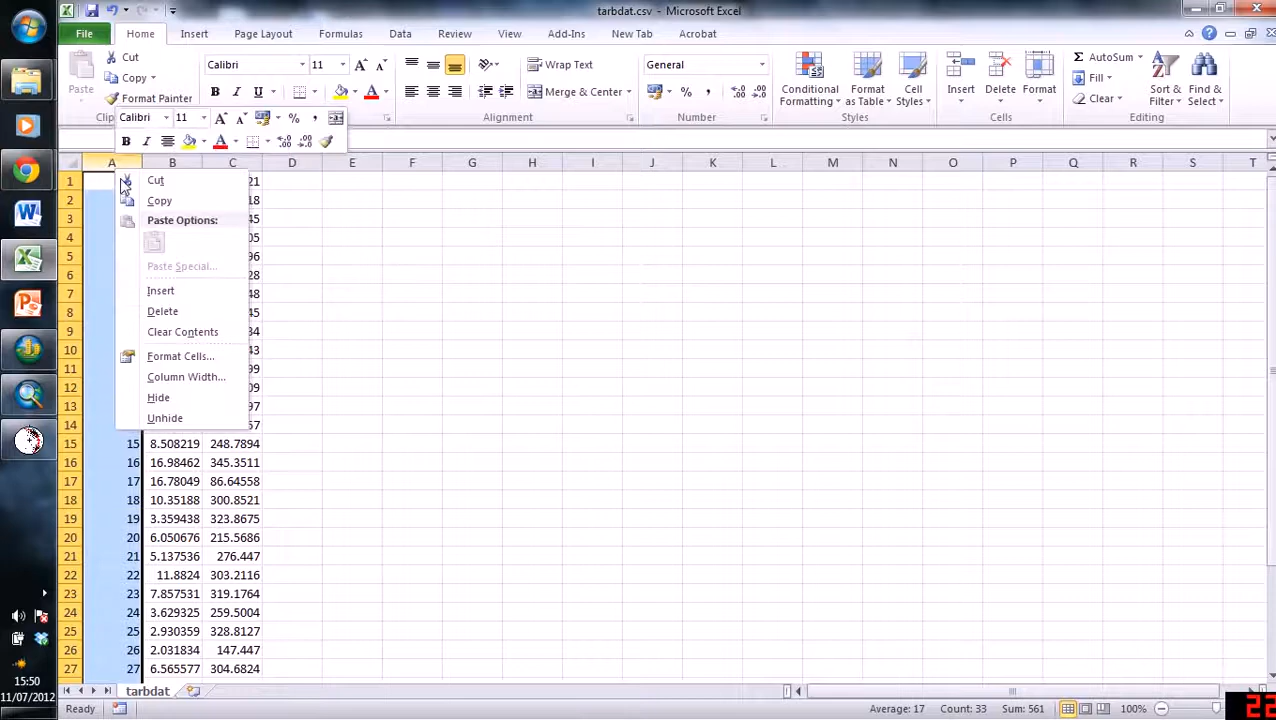 tarbdat.csv - Microsoft Excel
File Home Insert Page Layout Formulas Data Review View Add-Ins New Tab Acrobat
Paste
Cut
Copy
Format Painter
Calibri 11
B I U
Wrap Text
Merge & Center
General
Conditional Formatting
Format as Table
Cell Styles
Insert
Delete
Format
AutoSum
Fill
Clear
Sort & Filter
Find & Select
Alignment Number Styles Cells Editing
Calibri 11
B I
A B C D E F G H I J K L M N O P Q R S T
1 21
2 18
3 45
4 05
5 96
6 28
7 48
8
9 34
10 43
11 99
12 09
13 97
14 57
Cut
Copy
Paste Options:
Paste Special...
Insert
Delete
Clear Contents
Format Cells...
Column Width...
Hide
Unhide
15 15 8.508219 248.7894
16 16 16.98462 345.3511
17 17 16.78049 86.64558
18 18 10.35188 300.8521
19 19 3.359438 323.8675
20 20 6.050676 215.5686
21 21 5.137536 276.447
22 22 11.8824 303.2116
23 23 7.857531 319.1764
24 24 3.629325 259.5004
25 25 2.930359 328.8127
26 26 2.031834 147.447
27 27 6.565577 304.6824
tarbdat
Ready Average: 17 Count: 33 Sum: 561 100%
15:50
11/07/2012
22